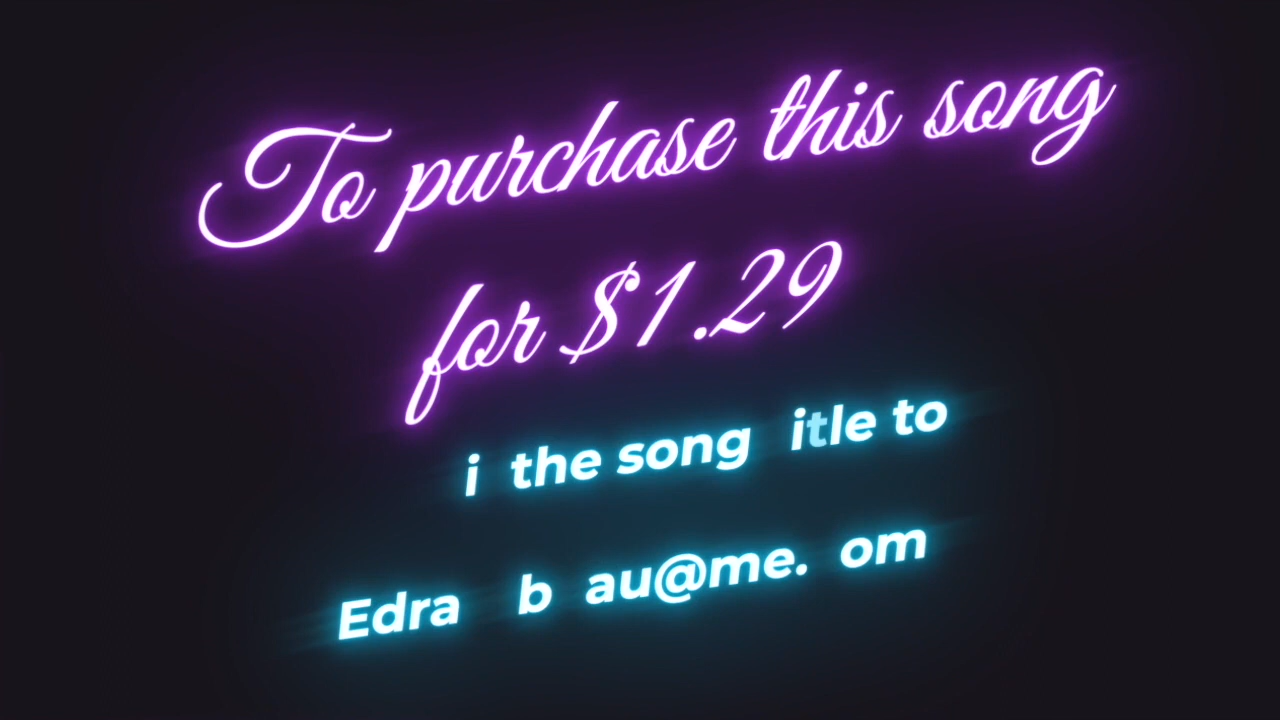 To purchase this song
for $1.29
i the song itle to
Edra b au@me. om